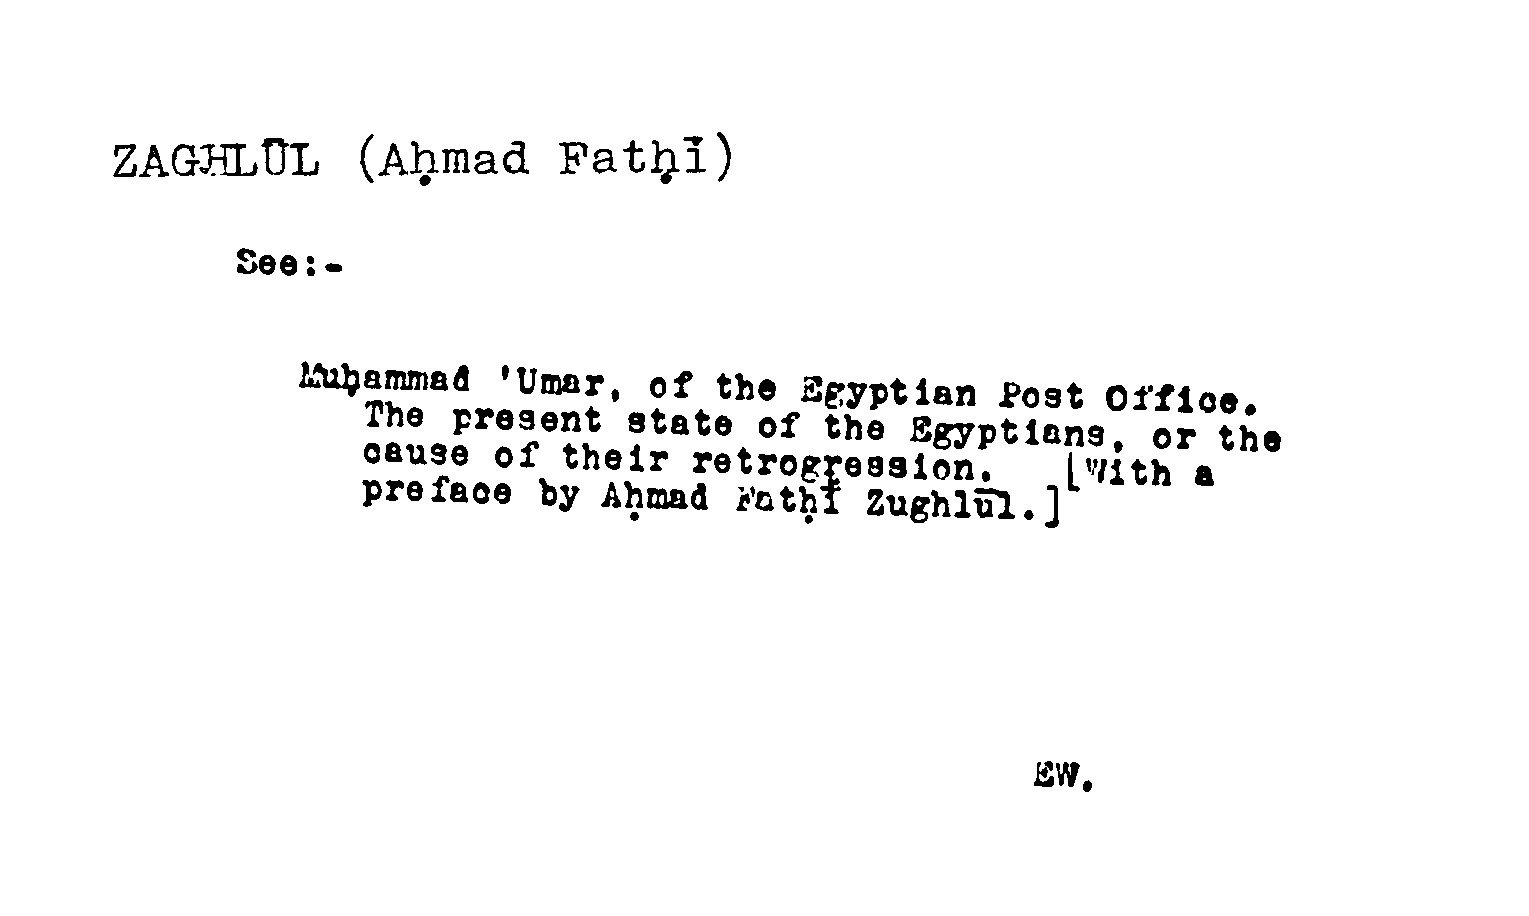 ZAGHLŪL (Aḥmad Fatḥī)
See:-
Muḥammad 'Umar, of the Egyptian Post Office.
The present state of the Egyptians, or the
cause of their retrogression. [With a
preface by Aḥmad Fatḥī Zughlūl.]
EW.